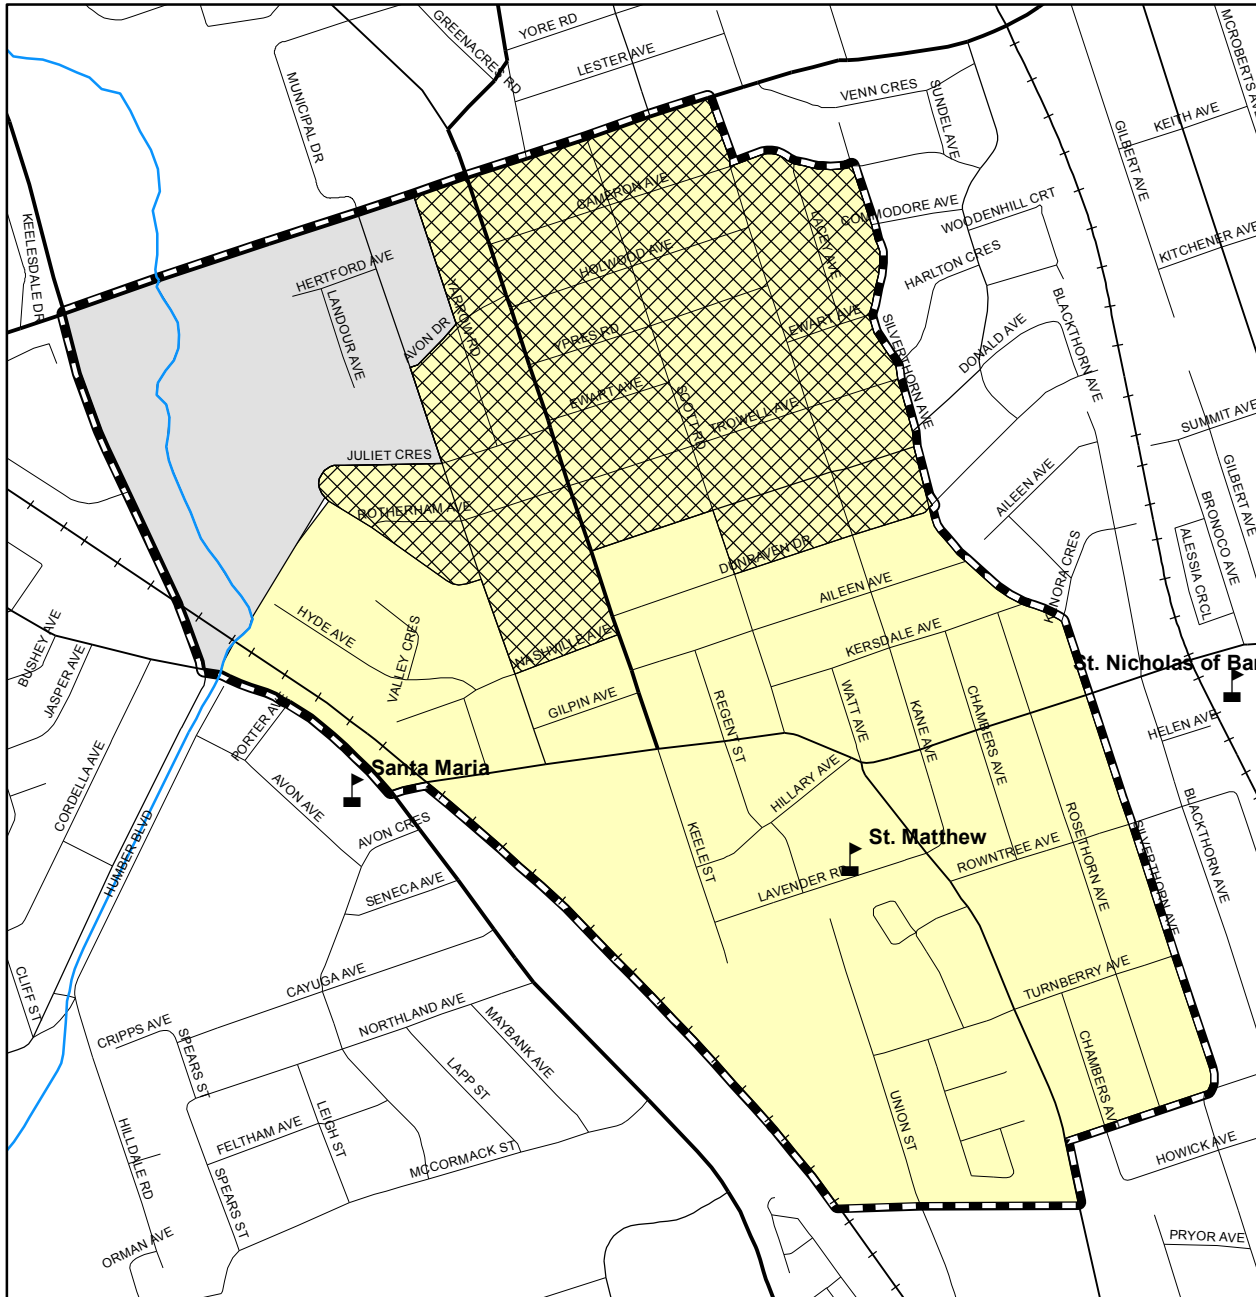 YORE RD
GREENACRES RD
LESTER AVE
MCROBERTS AVE
MUNICIPAL DR
VENN CRES
SUNDEL AVE
GILBERT AVE
KEITH AVE
KEELESDALE DR
CAMERON AVE
LACEY AVE
COMMODORE AVE
WOODENHILL CRT
KITCHENER AVE
HERTFORD AVE
HOLWOOD AVE
HARLTON CRES
LANDOUR AVE
YARROW RD
AVON DR
YPRES RD
EWART AVE
SILVERTHORN AVE
DONALD AVE
BLACKTHORN AVE
EWART AVE
SCOTT RD
TROWELL AVE
SUMMIT AVE
JULIET CRES
GILBERT AVE
ROTHERHAM AVE
AILEEN AVE
BRONOCO AVE
ALESSIA CRCL
DONRAVEN DR
AILEEN AVE
KENORA CRES
HYDE AVE
VALLEY CRES
NASHVILLE AVE
KERSDALE AVE
BUSHEY AVE
JASPER AVE
St. Nicholas of Bar
PORTER AVE
GILPIN AVE
REGENT ST
WATT AVE
KANE AVE
CHAMBERS AVE
HELEN AVE
CORDELLA AVE
Santa Maria
AVON AVE
HILLARY AVE
ROSETHORN AVE
SILVERTHORN AVE
BLACKTHORN AVE
HUMBER BLVD
AVON CRES
KEELE ST
St. Matthew
ROWNTREE AVE
SENECA AVE
LAVENDER RD
CLIFF ST
CAYUGA AVE
TURNBERRY AVE
CRIPPS AVE
SPEARS ST
NORTHLAND AVE
MAYBANK AVE
LAPP ST
CHAMBERS AVE
HILLDALE RD
FELTHAM AVE
LEIGH ST
UNION ST
MCCORMACK ST
HOWICK AVE
SPEARS ST
ORMAN AVE
PRYOR AVE